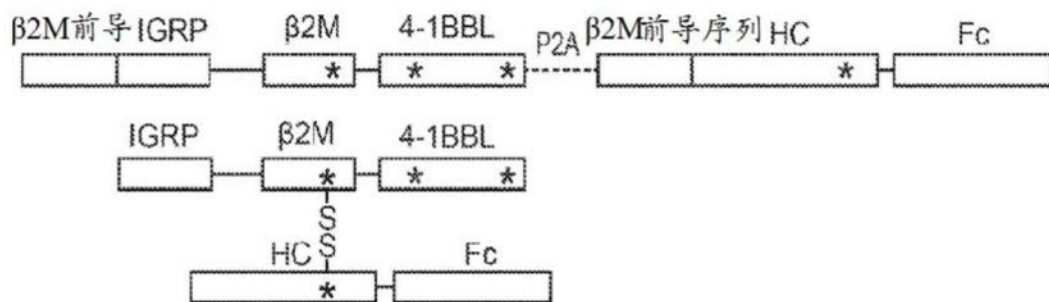 β2M前导 IGRP β2M 4-1BBL P2A β2M前导序列 HC Fc
* * * *
IGRP β2M 4-1BBL
* * *
S
S
HC Fc
*